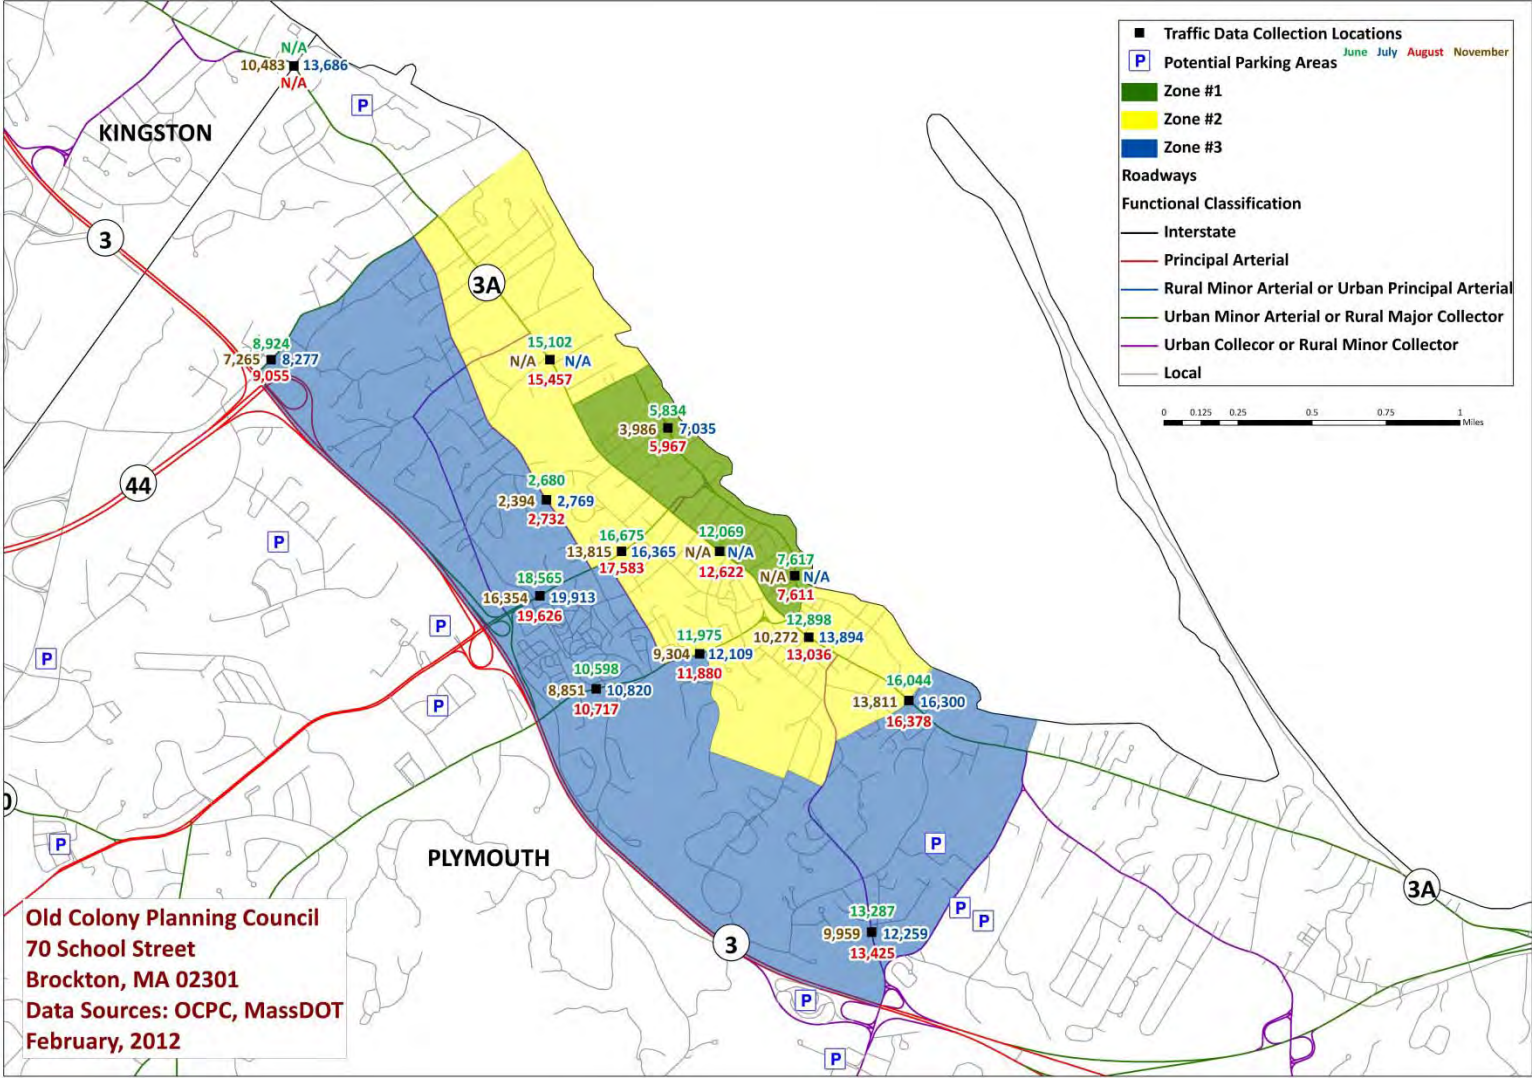 Traffic Data Collection Locations
June July August November
P Potential Parking Areas
Zone #1
Zone #2
Zone #3
Roadways
Functional Classification
Interstate
Principal Arterial
Rural Minor Arterial or Urban Principal Arterial
Urban Minor Arterial or Rural Major Collector
Urban Collecor or Rural Minor Collector
Local
0 0.125 0.25 0.5 0.75 1
Miles
N/A
10,483 13,686
N/A
P
KINGSTON
3
3A
8,924
7,265 8,277
9,055
15,102
N/A N/A
15,457
5,834
3,986 7,035
5,967
44
2,680
2,394 2,769
2,732
P
16,675
13,815 16,365
17,583
12,069
N/A N/A
12,622
7,617
N/A N/A
7,611
18,565
16,354 19,913
19,626
P
P
12,898
10,272 13,894
13,036
11,975
9,304 12,109
11,880
10,598
8,851 10,820
10,717
P
16,044
13,811 16,300
16,378
P
P
PLYMOUTH
3A
P
P
13,287
9,959 12,259
13,425
3
P
P
Old Colony Planning Council
70 School Street
Brockton, MA 02301
Data Sources: OCPC, MassDOT
February, 2012